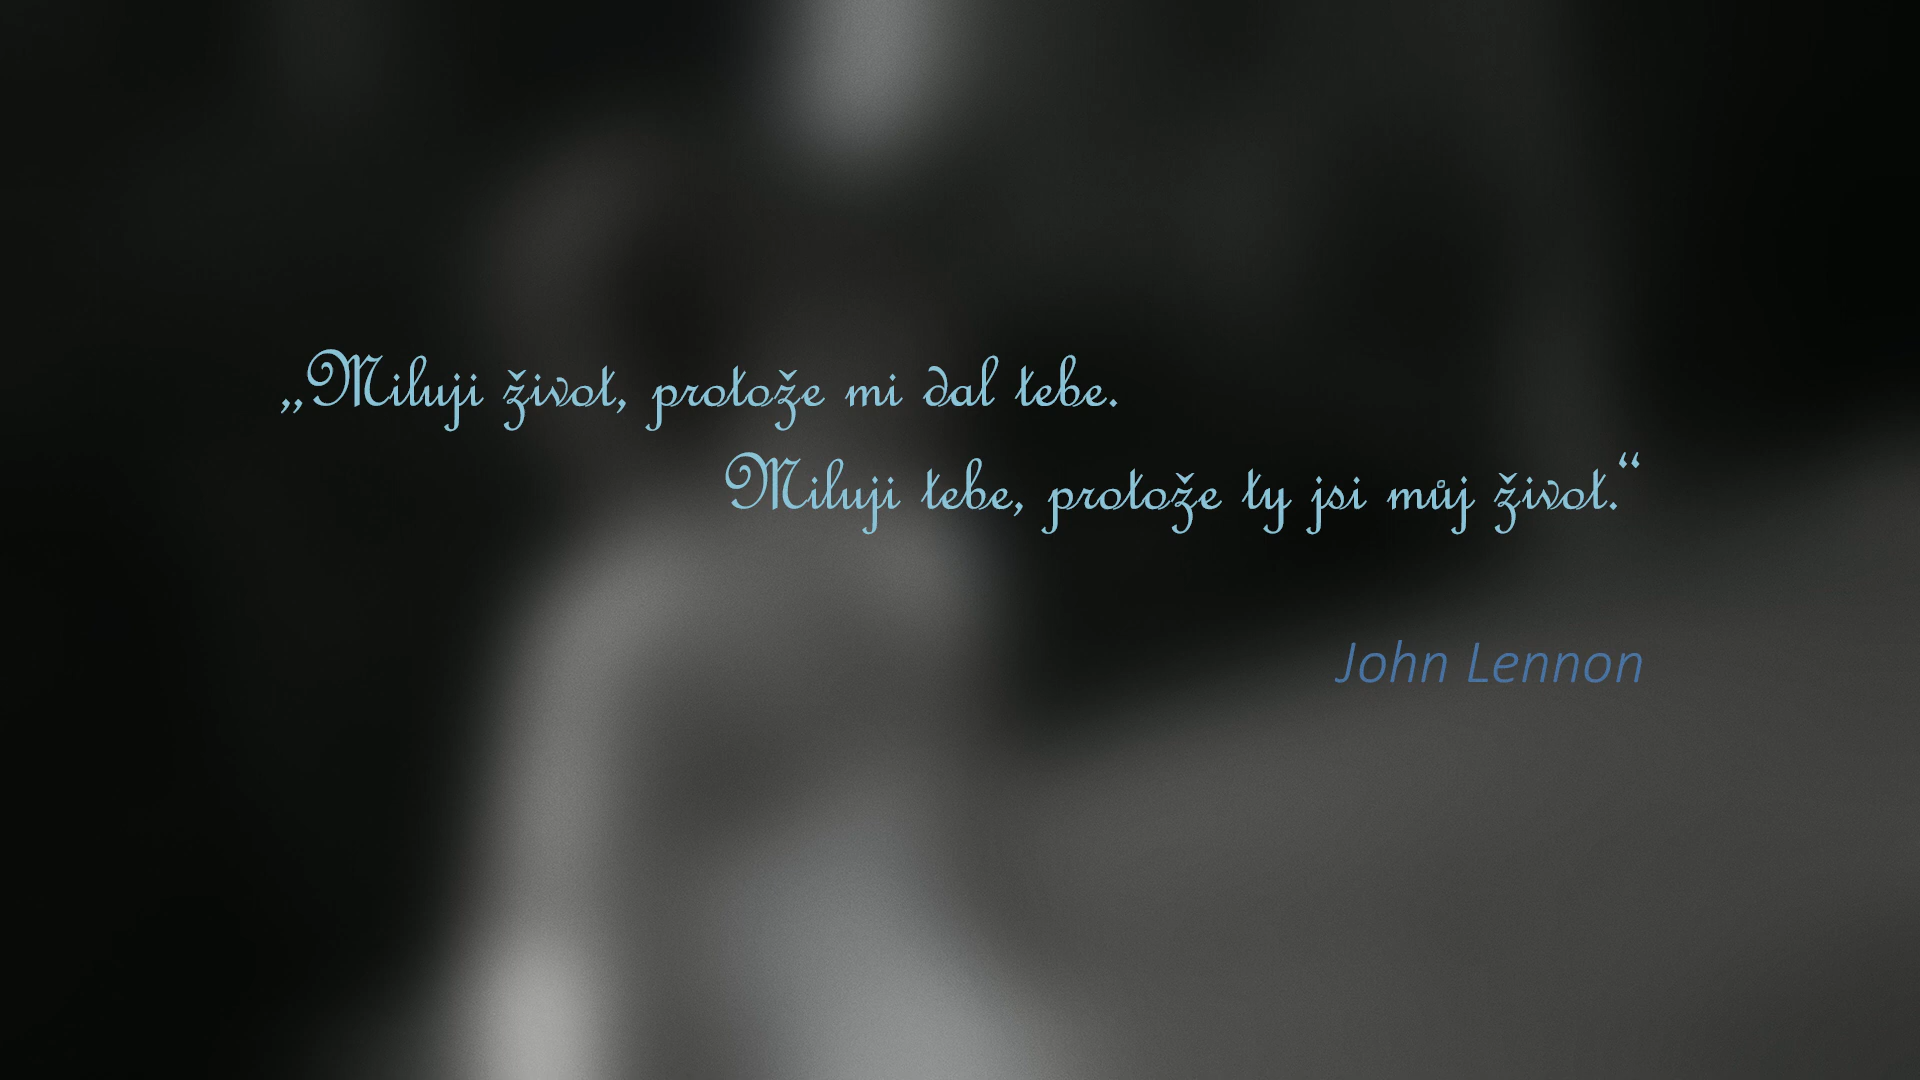 „Miluji život, protože mi dal tebe.
Miluji tebe, protože ty jsi můj život.“
John Lennon